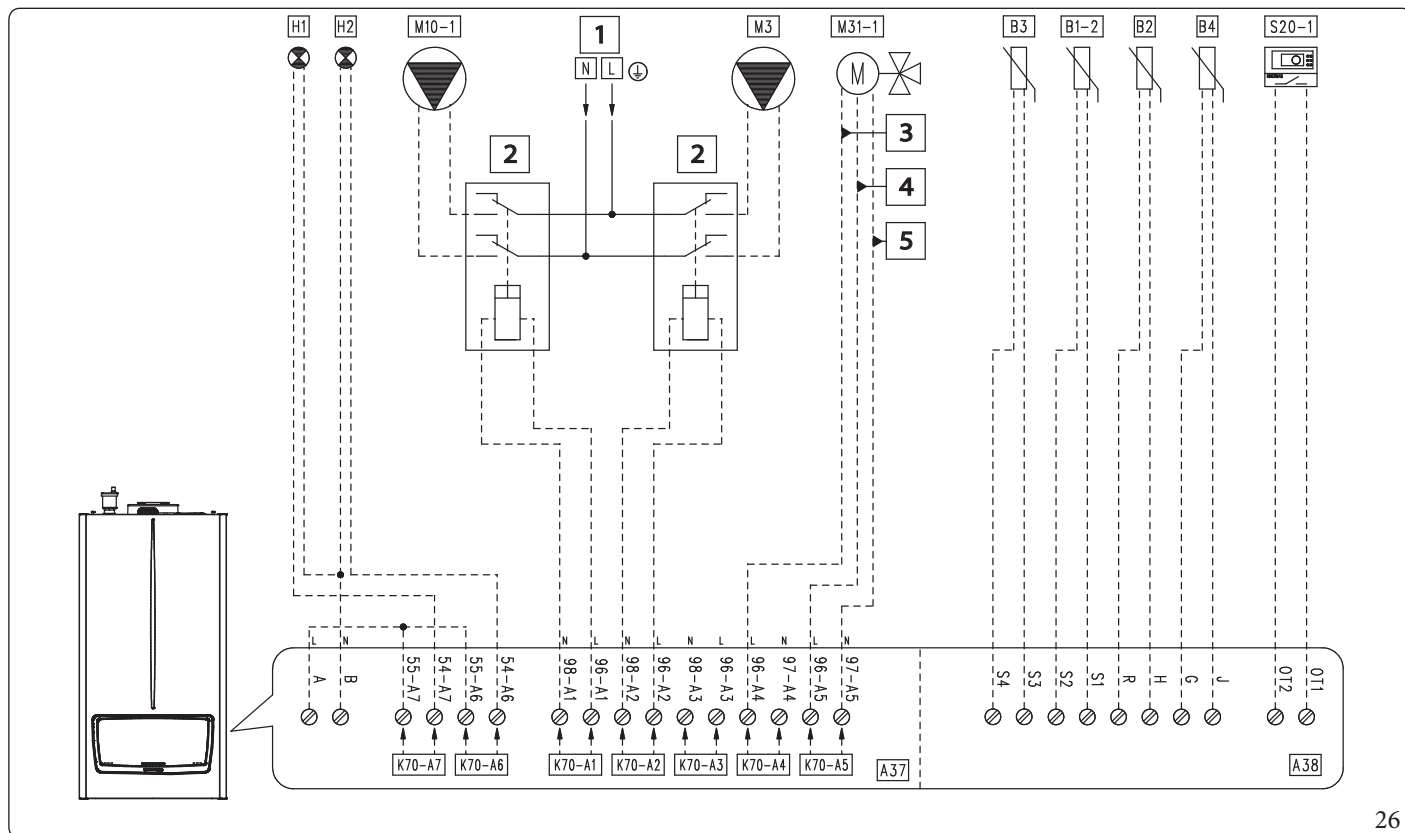 H1 H2 M10-1 1 M3 M31-1 B3 B1-2 B2 B4 S20-1
N L
M
2 2
3
4
5
L N N L N L N L L N L N
A B 55-A7 54-A7 55-A6 54-A6 98-A1 96-A1 98-A2 96-A2 98-A3 96-A3 96-A4 97-A4 96-A5 97-A5 S4 S3 S2 S1 R H G J OT2 OT1
K70-A7 K70-A6 K70-A1 K70-A2 K70-A3 K70-A4 K70-A5 A37 A38
26